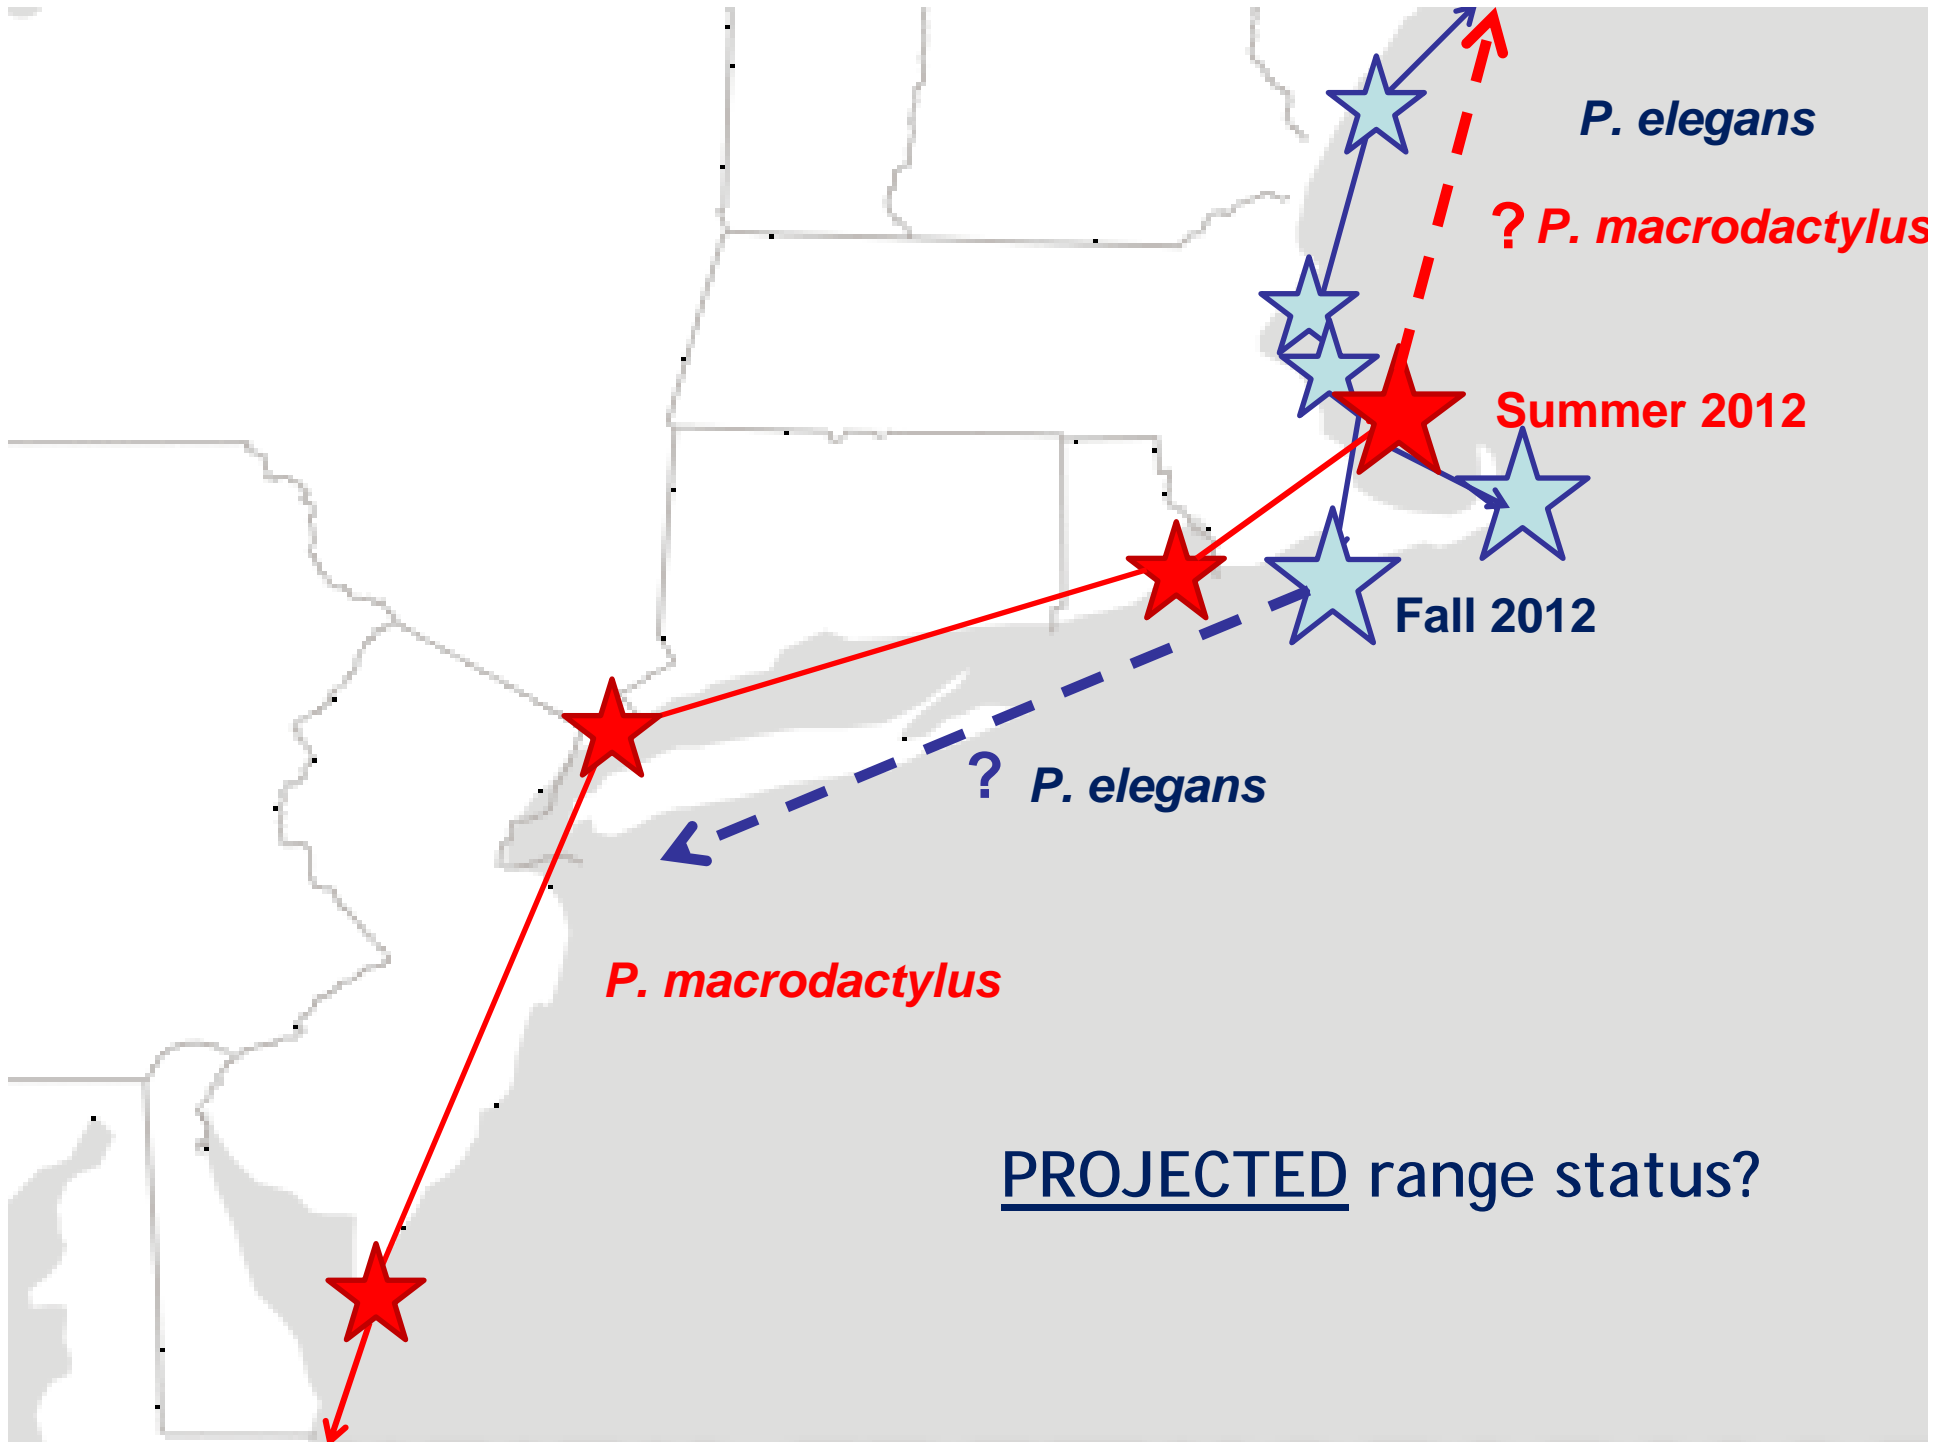 P. elegans
? P. macrodactylus
Summer 2012
Fall 2012
? P. elegans
P. macrodactylus
PROJECTED range status?